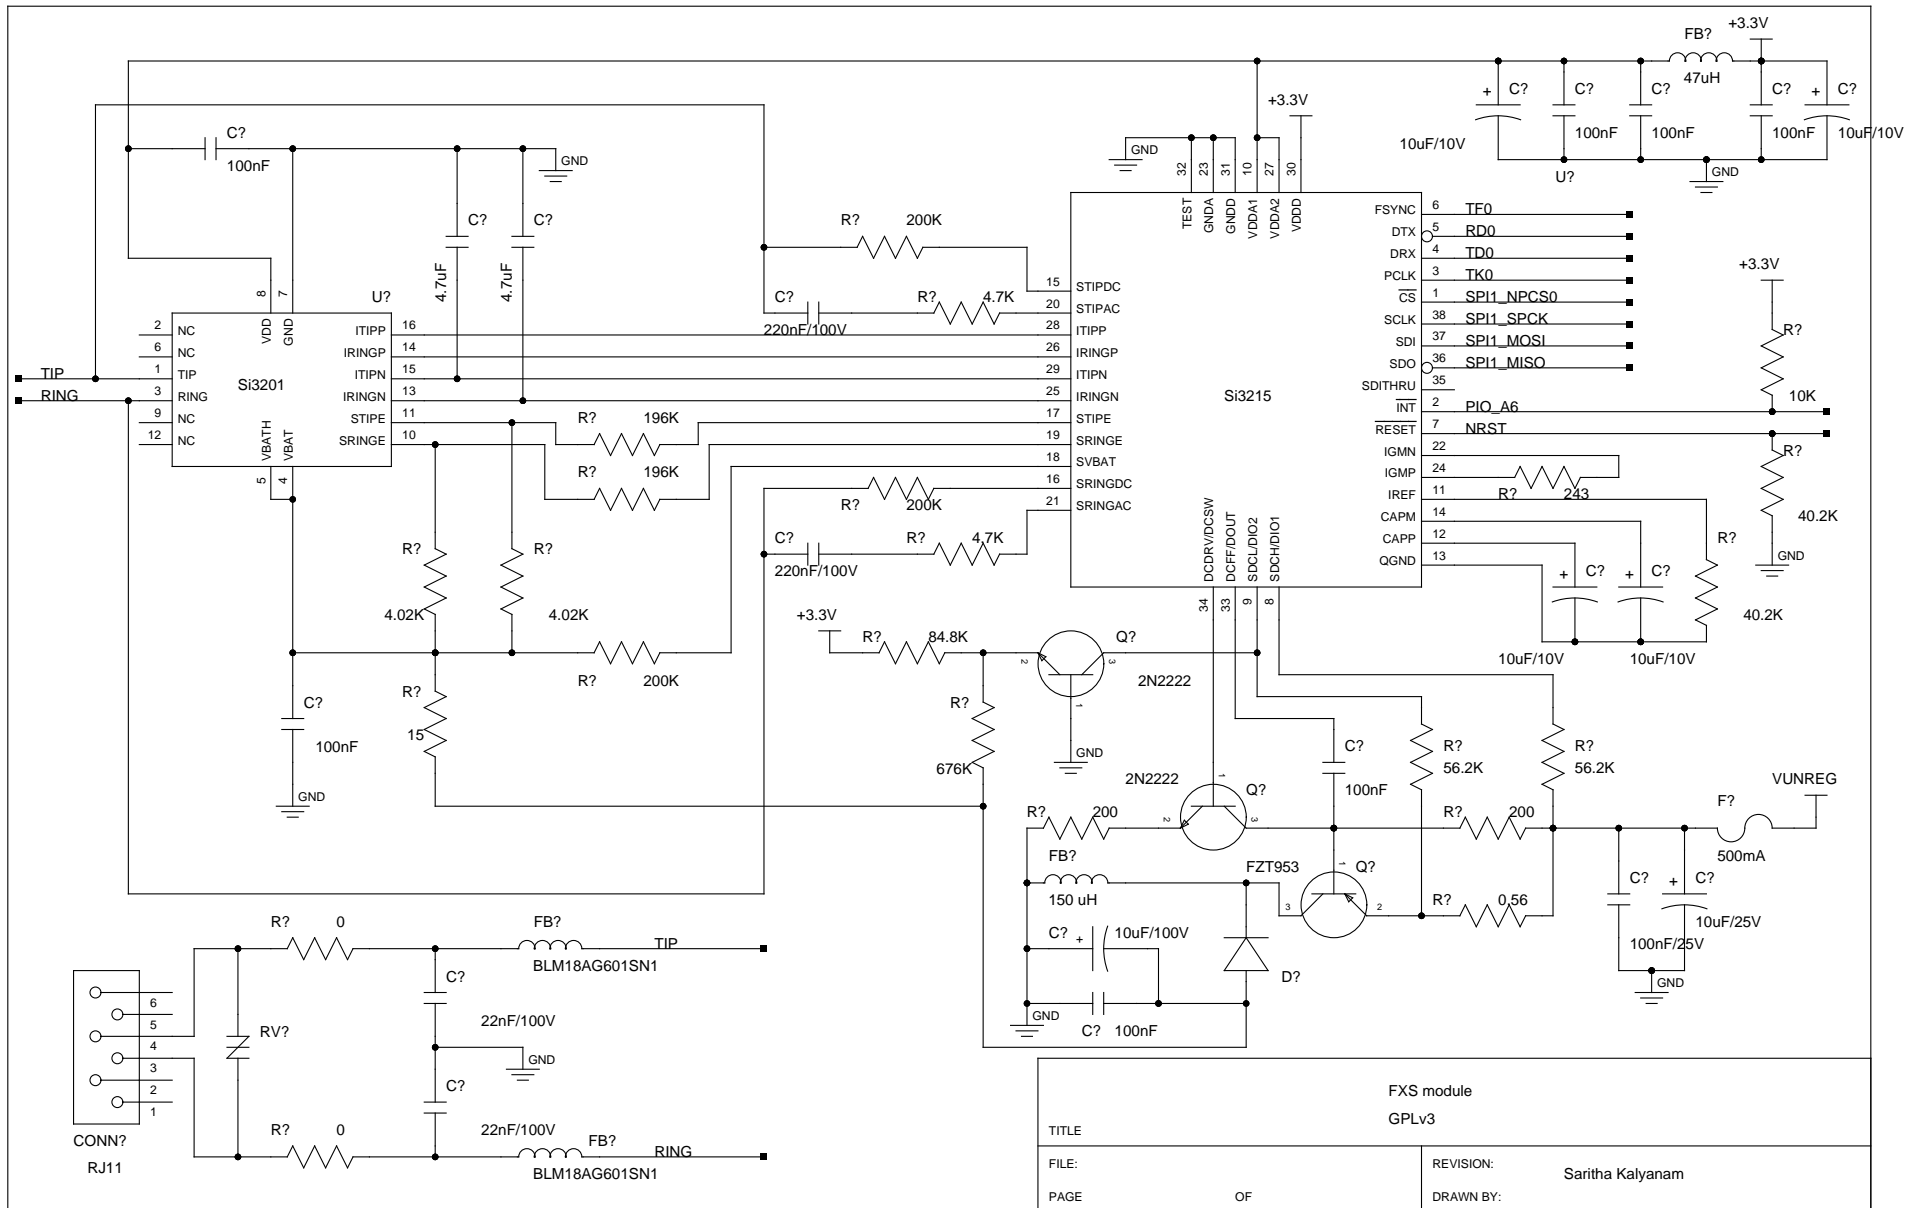 FB?
+3.3V
47uH
C?
C?
C?
C?
C?
10uF/10V
100nF
100nF
100nF
10uF/10V
GND
U?
C?
100nF
GND
C?
C?
4.7uF
4.7uF
+3.3V
GND
32
23
31
10
27
30
TEST
GNDA
GNDD
VDDA1
VDDA2
VDDD
R?
200K
C?
220nF/100V
R?
4.7K
U?
8
7
VDD
GND
2
NC
6
NC
1
TIP
3
RING
9
NC
12
NC
TIP
RING
Si3201
ITIPP
16
IRINGP
14
ITIPN
15
IRINGN
13
STIPE
11
SRINGE
10
VBATH
VBAT
5
4
15
STIPDC
20
STIPAC
28
ITIPP
26
IRINGP
29
ITIPN
25
IRINGN
17
STIPE
19
SRINGE
18
SVBAT
16
SRINGDC
21
SRINGAC
Si3215
FSYNC
6
TF0
DTX
5
RD0
DRX
4
TD0
PCLK
3
TK0
CS
1
SPI1_NPCS0
SCLK
38
SPI1_SPCK
SDI
37
SPI1_MOSI
SDO
36
SPI1_MISO
SDITHRU
35
INT
2
PIO_A6
RESET
7
NRST
IGMN
22
IGMP
24
IREF
11
CAPM
14
CAPP
12
QGND
13
DCDRV/DCSW
DCFF/DOUT
SDCL/DIO2
SDCH/DIO1
34
33
9
8
+3.3V
R?
10K
R?
40.2K
GND
R?
243
R?
40.2K
C?
C?
10uF/10V
10uF/10V
R?
196K
R?
196K
R?
200K
C?
220nF/100V
R?
4.7K
R?
4.02K
R?
4.02K
R?
200K
R?
15
C?
100nF
GND
+3.3V
R?
84.8K
2
3
1
Q?
2N2222
GND
R?
676K
C?
100nF
R?
56.2K
R?
56.2K
2N2222
Q?
1
2
3
R?
200
R?
200
VUNREG
F?
500mA
FB?
150 uH
FZT953
Q?
1
3
2
R?
0.56
C?
100nF/25V
C?
10uF/25V
GND
C?
10uF/100V
C?
100nF
GND
D?
R?
0
FB?
BLM18AG601SN1
TIP
C?
22nF/100V
GND
C?
22nF/100V
RV?
6
5
4
3
2
1
CONN?
RJ11
R?
0
FB?
BLM18AG601SN1
RING
FXS module
GPLv3
TITLE
FILE:
REVISION:
Saritha Kalyanam
PAGE
OF
DRAWN BY: